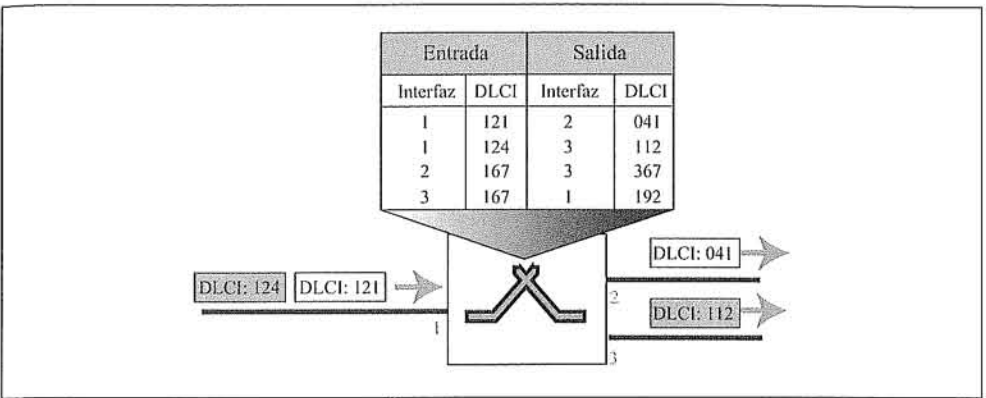 Entrada Salida
Interfaz DLCI Interfaz DLCI
1 121 2 041
1 124 3 112
2 167 3 367
3 167 1 192
DLCI: 041
DLCI: 124 DLCI: 121
2
1
DLCI: 112
3